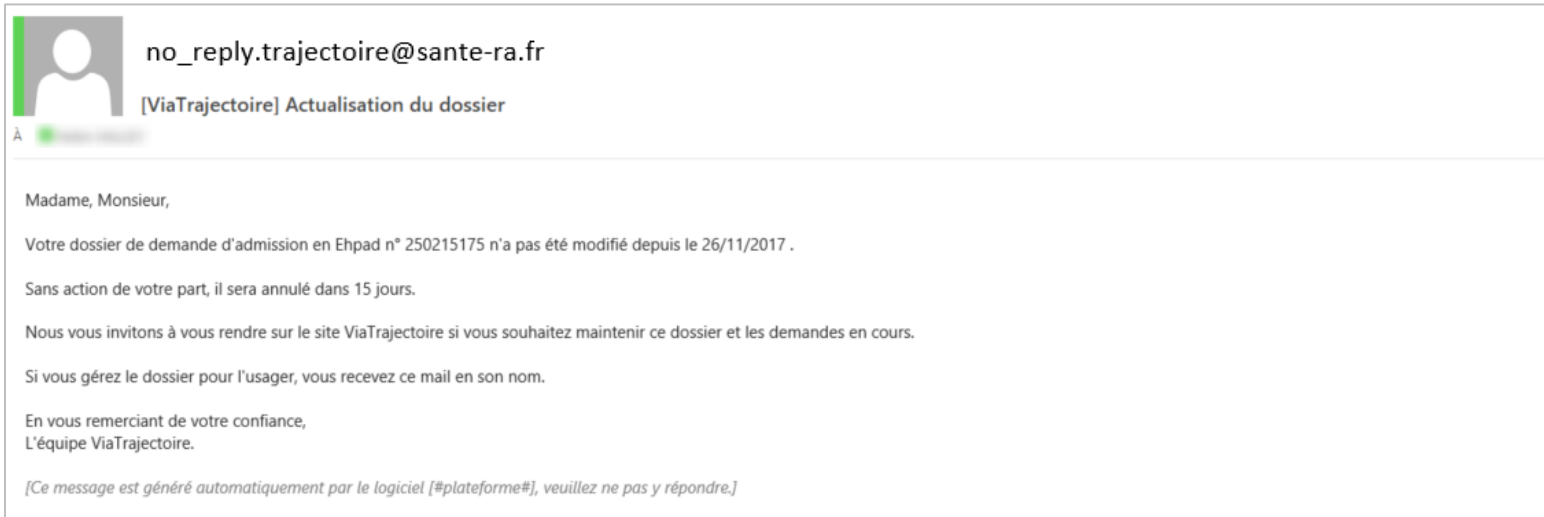 no_reply.trajectoire@sante-ra.fr
[ViaTrajectoire] Actualisation du dossier
À
Madame, Monsieur,
Votre dossier de demande d'admission en Ehpad n° 250215175 n'a pas été modifié depuis le 26/11/2017 .
Sans action de votre part, il sera annulé dans 15 jours.
Nous vous invitons à vous rendre sur le site ViaTrajectoire si vous souhaitez maintenir ce dossier et les demandes en cours.
Si vous gérez le dossier pour l'usager, vous recevez ce mail en son nom.
En vous remerciant de votre confiance,
L'équipe ViaTrajectoire.
[Ce message est généré automatiquement par le logiciel [#plateforme#], veuillez ne pas y répondre.]